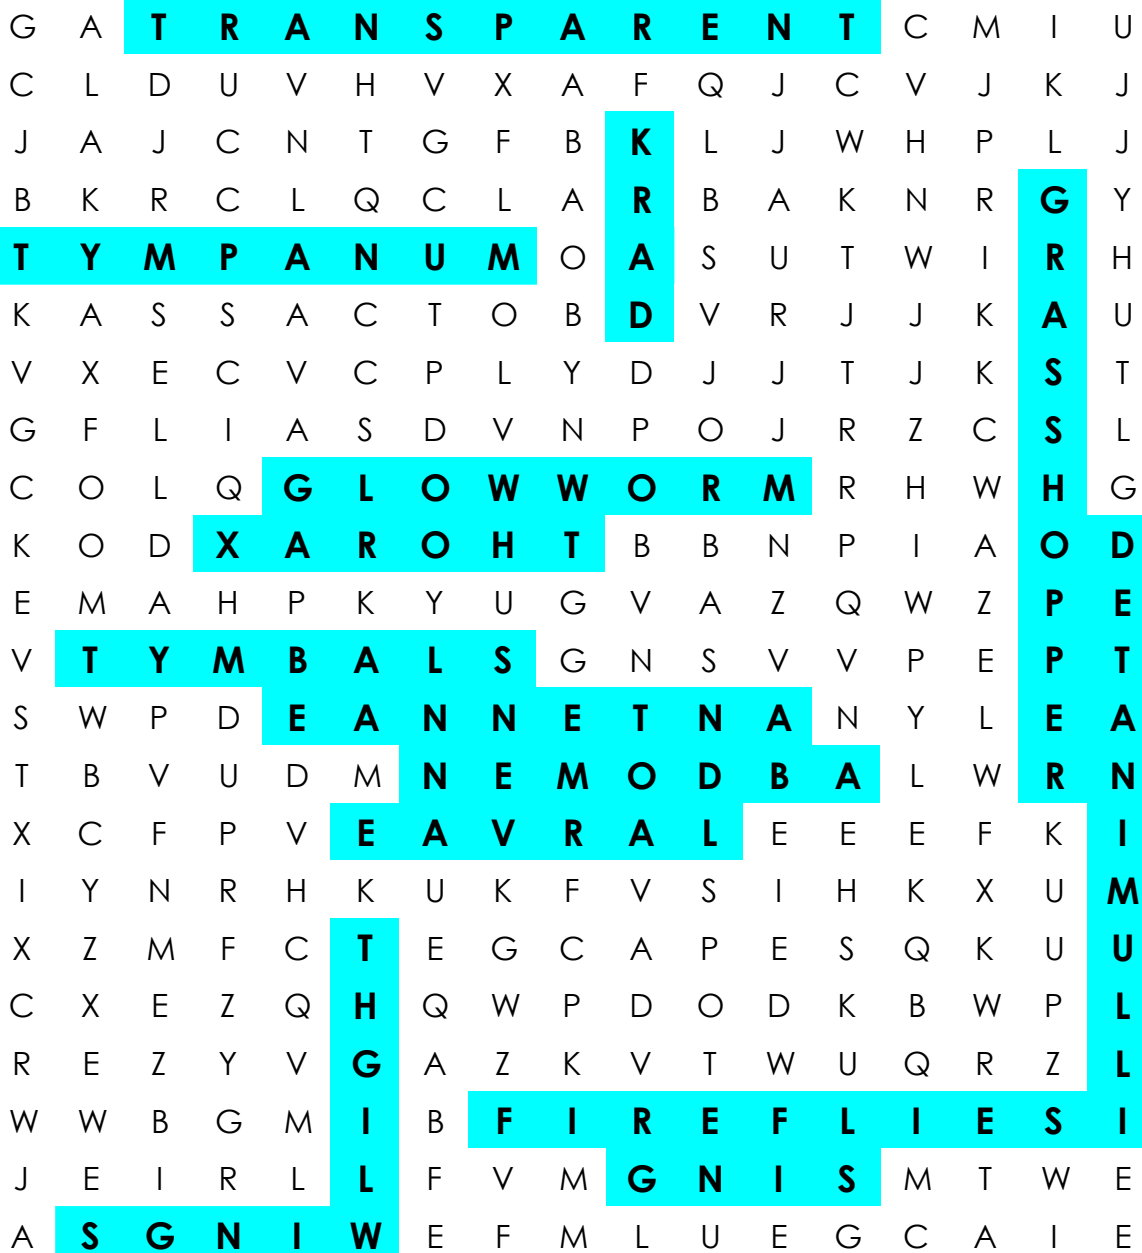 G A T R A N S P A R E N T C M I U
C L D U V H V X A F Q J C V J K J
J A J C N T G F B K L J W H P L J
B K R C L Q C L A R B A K N R G Y
T Y M P A N U M O A S U T W I R H
K A S S A C T O B D V R J J K A U
V X E C V C P L Y D J J T J K S T
G F L I A S D V N P O J R Z C S L
C O L Q G L O W W O R M R H W H G
K O D X A R O H T B B N P I A O D
E M A H P K Y U G V A Z Q W Z P E
V T Y M B A L S G N S V V P E P T
S W P D E A N N E T N A N Y L E A
T B V U D M N E M O D B A L W R N
X C F P V E A V R A L E E E F K I
I Y N R H K U K F V S I H K X U M
X Z M F C T E G C A P E S Q K U U
C X E Z Q H Q W P D O D K B W P L
R E Z Y V G A Z K V T W U Q R Z L
W W B G M I B F I R E F L I E S I
J E I R L L F V M G N I S M T W E
A S G N I W E F M L U E G C A I E